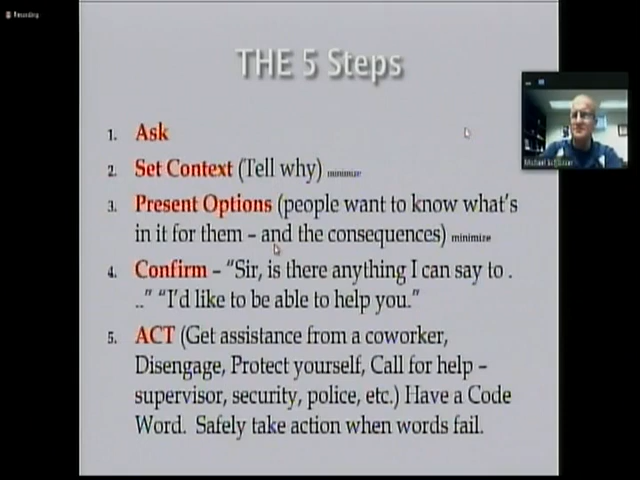 Recording
THE 5 Steps
1. Ask
2. Set Context (Tell why) minimize
3. Present Options (people want to know what's
in it for them – and the consequences) minimize
4. Confirm – “Sir, is there anything I can say to .
..” “I'd like to be able to help you.”
5. ACT (Get assistance from a coworker,
Disengage, Protect yourself, Call for help –
supervisor, security, police, etc.) Have a Code
Word. Safely take action when words fail.
Michael